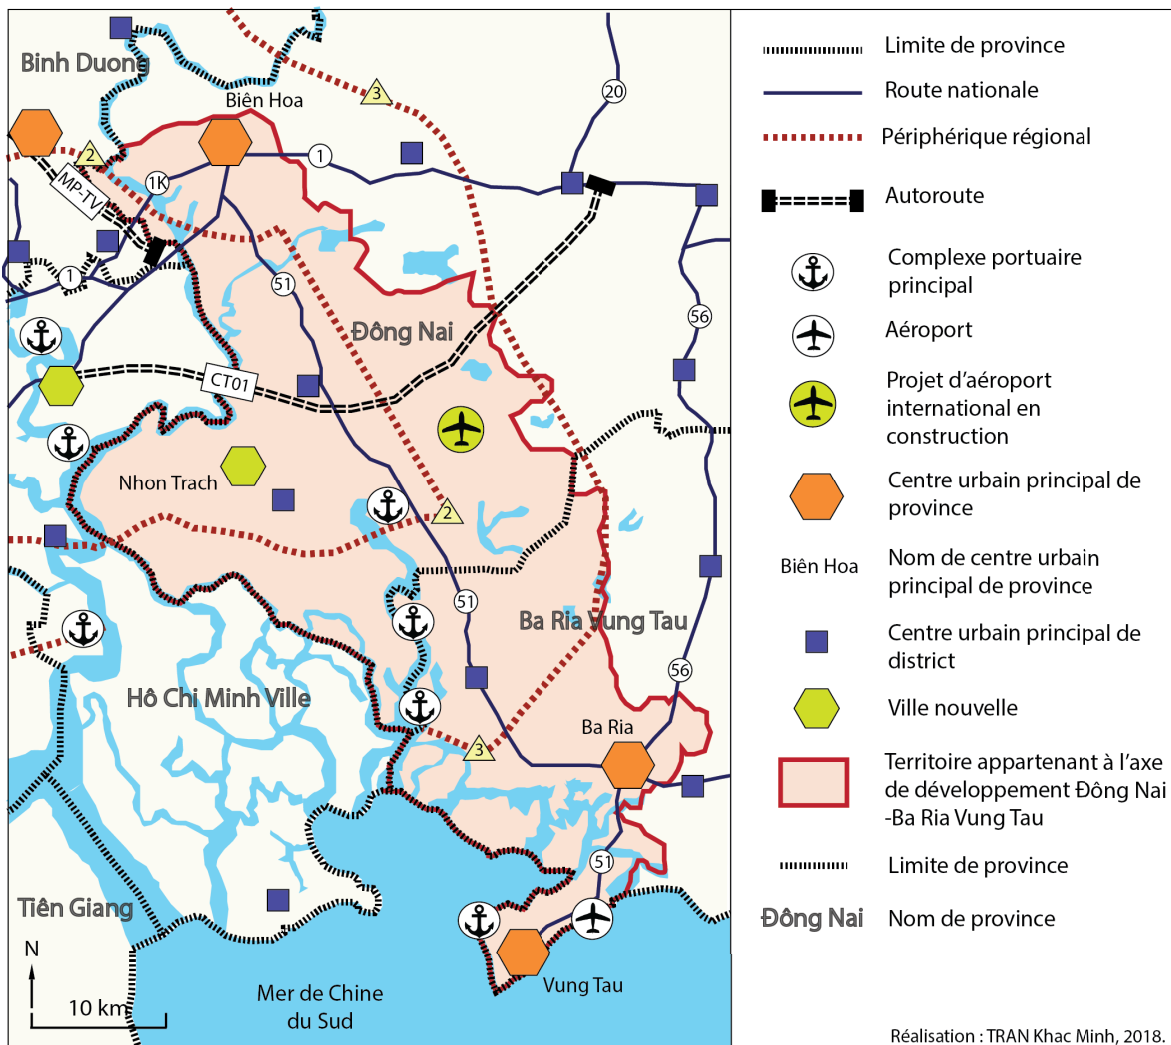 Binh Duong
Biên Hoa
3
20
2
1
MP-TV
1K
1
51
Đông Nai
56
CT01
Nhon Trach
2
51
Ba Ria Vung Tau
56
Hô Chi Minh Ville
Ba Ria
3
51
Tiên Giang
N
10 km
Vung Tau
Mer de Chine
du Sud
Limite de province
Route nationale
Périphérique régional
Autoroute
Complexe portuaire
principal
Aéroport
Projet d'aéroport
international en
construction
Centre urbain principal de
province
Biên Hoa
Nom de centre urbain
principal de province
Centre urbain principal de
district
Ville nouvelle
Territoire appartenant à l'axe
de développement Đông Nai
-Ba Ria Vung Tau
Limite de province
Đông Nai
Nom de province
Réalisation : TRAN Khac Minh, 2018.